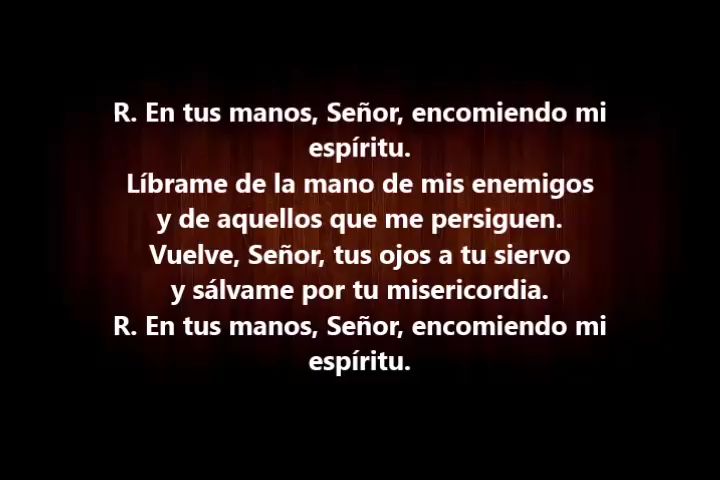 R. En tus manos, Señor, encomiendo mi
espíritu.
Líbrame de la mano de mis enemigos
y de aquellos que me persiguen.
Vuelve, Señor, tus ojos a tu siervo
y sálvame por tu misericordia.
R. En tus manos, Señor, encomiendo mi
espíritu.